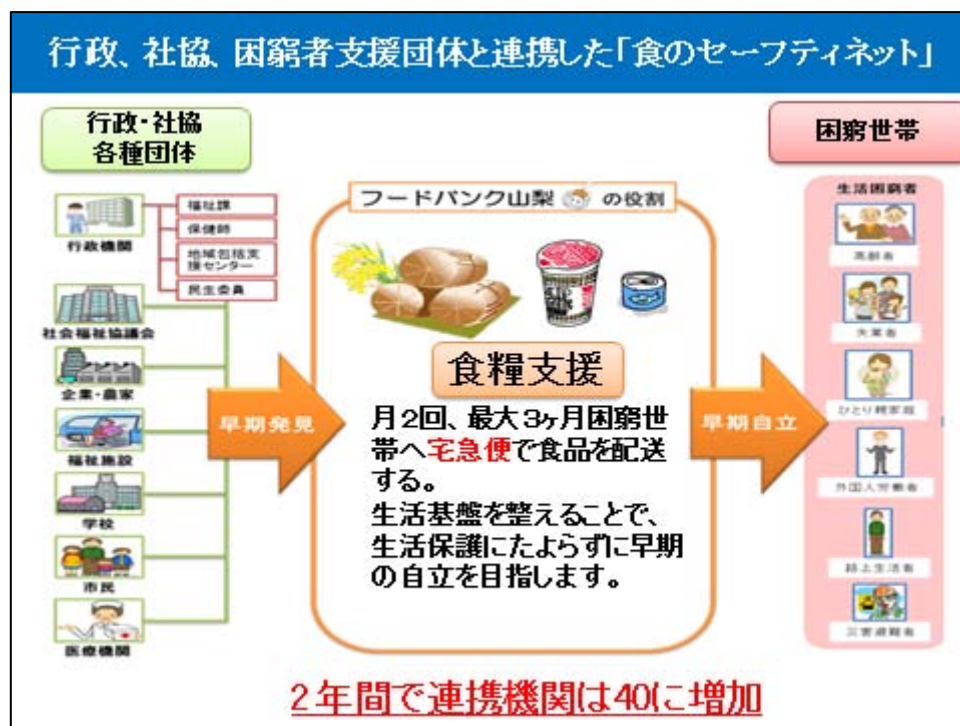 行政、社協、困窮者支援団体と連携した「食のセーフティネット」
行政・社協
各種団体
行政機関
福祉課
保健師
地域包括支
援センター
民生委員
社会福祉協議会
企業・農家
福祉施設
学校
市民
医療機関
早期発見
フードバンク山梨 の役割
食糧支援
月2回、最大3ヶ月困窮世
帯へ宅急便で食品を配送
する。
生活基盤を整えることで、
生活保護にたよらずに早期
の自立を目指します。
早期自立
困窮世帯
生活困窮者
高齢者
失業者
ひとり親家庭
外国人労働者
路上生活者
災害避難者
2年間で連携機関は40に増加